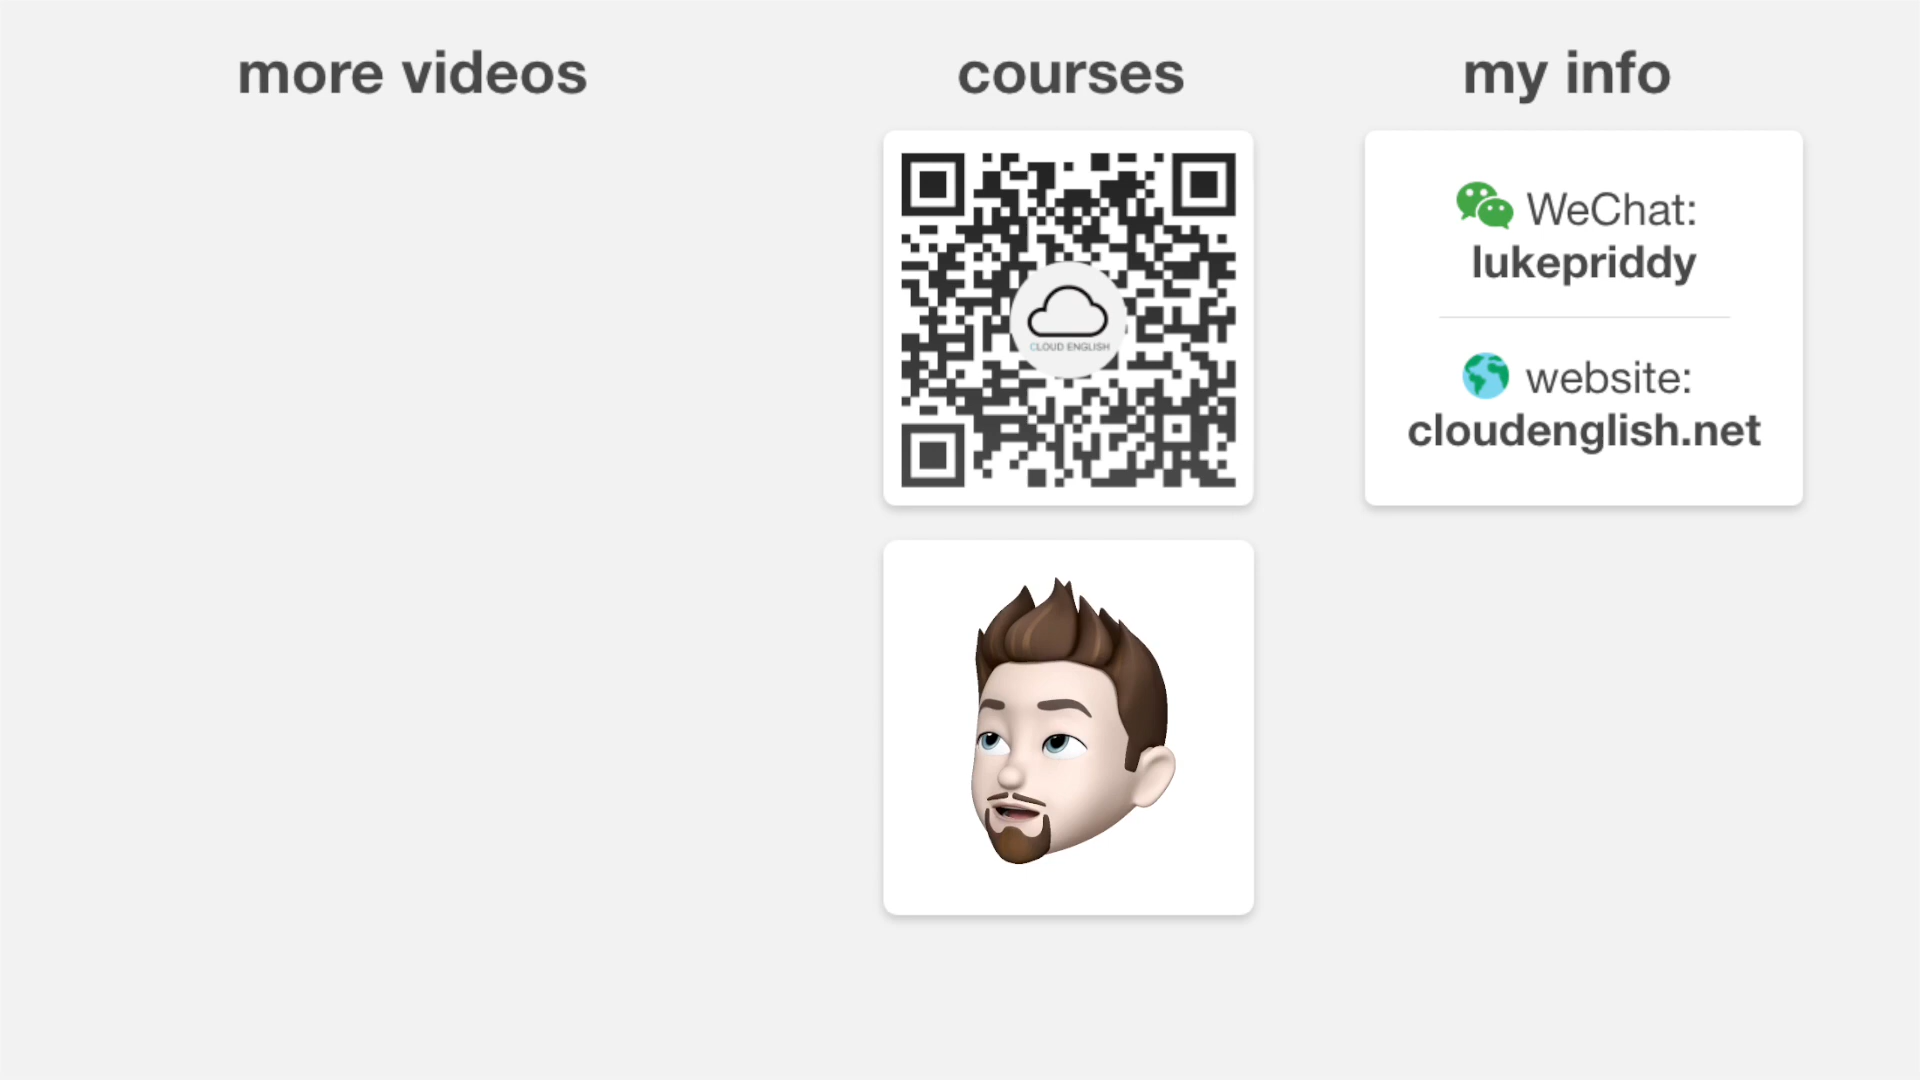 more videos
courses
CLOUD ENGLISH
my info
WeChat:
lukepriddy
website:
cloudenglish.net